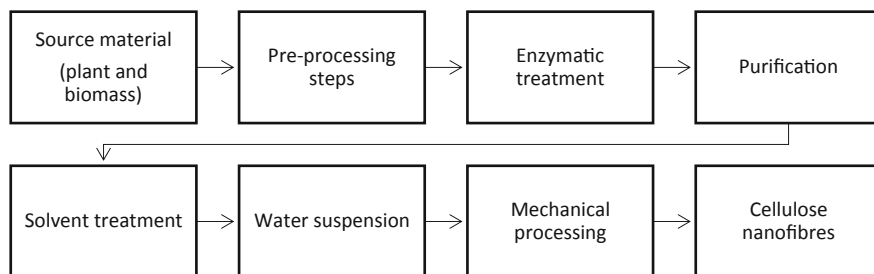 Source material
(plant and
biomass)
Pre-processing
steps
Enzymatic
treatment
Purification
Solvent treatment
Water suspension
Mechanical
processing
Cellulose
nanofibres